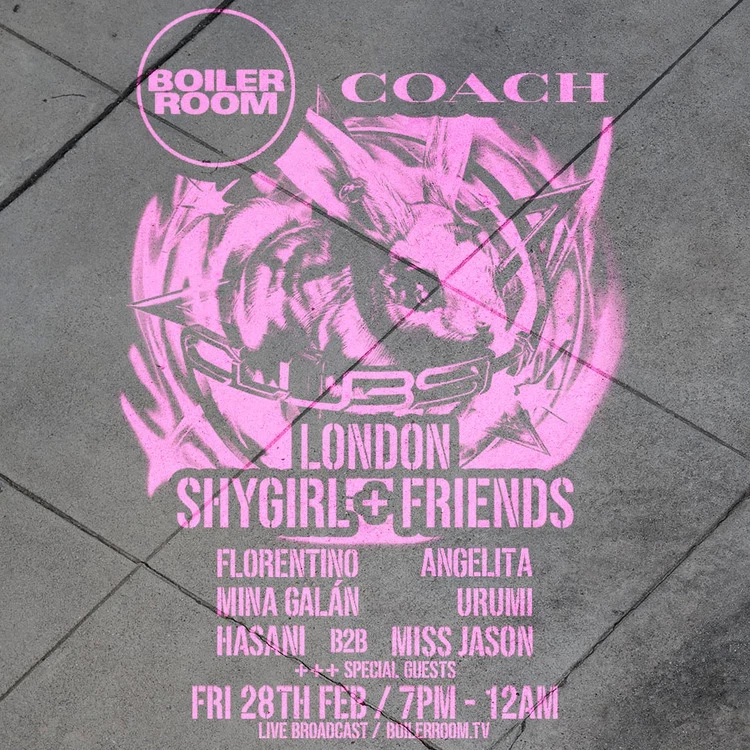 BOILER
ROOM
COACH
CLUBS
LONDON
SHYGIRL + FRIENDS
FLORENTINO ANGELITA
MINA GALÁN URUMI
HASANI B2B MISS JASON
+++ SPECIAL GUESTS
FRI 28TH FEB / 7PM - 12AM
LIVE BROADCAST / BOILERROOM.TV